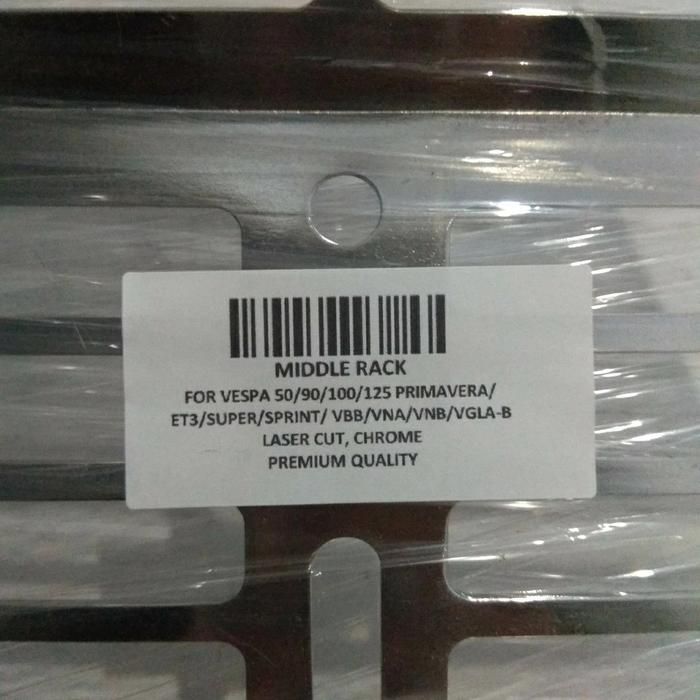 MIDDLE RACK
FOR VESPA 50/90/100/125 PRIMAVERA/
ET3/SUPER/SPRINT/ VBB/VNA/VNB/VGLA-B
LASER CUT, CHROME
PREMIUM QUALITY